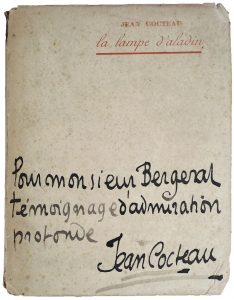 JEAN COCTEAU
la lampe d'aladin
Pour monsieur Bergerat
témoignage d'admiration
profonde
Jean Cocteau